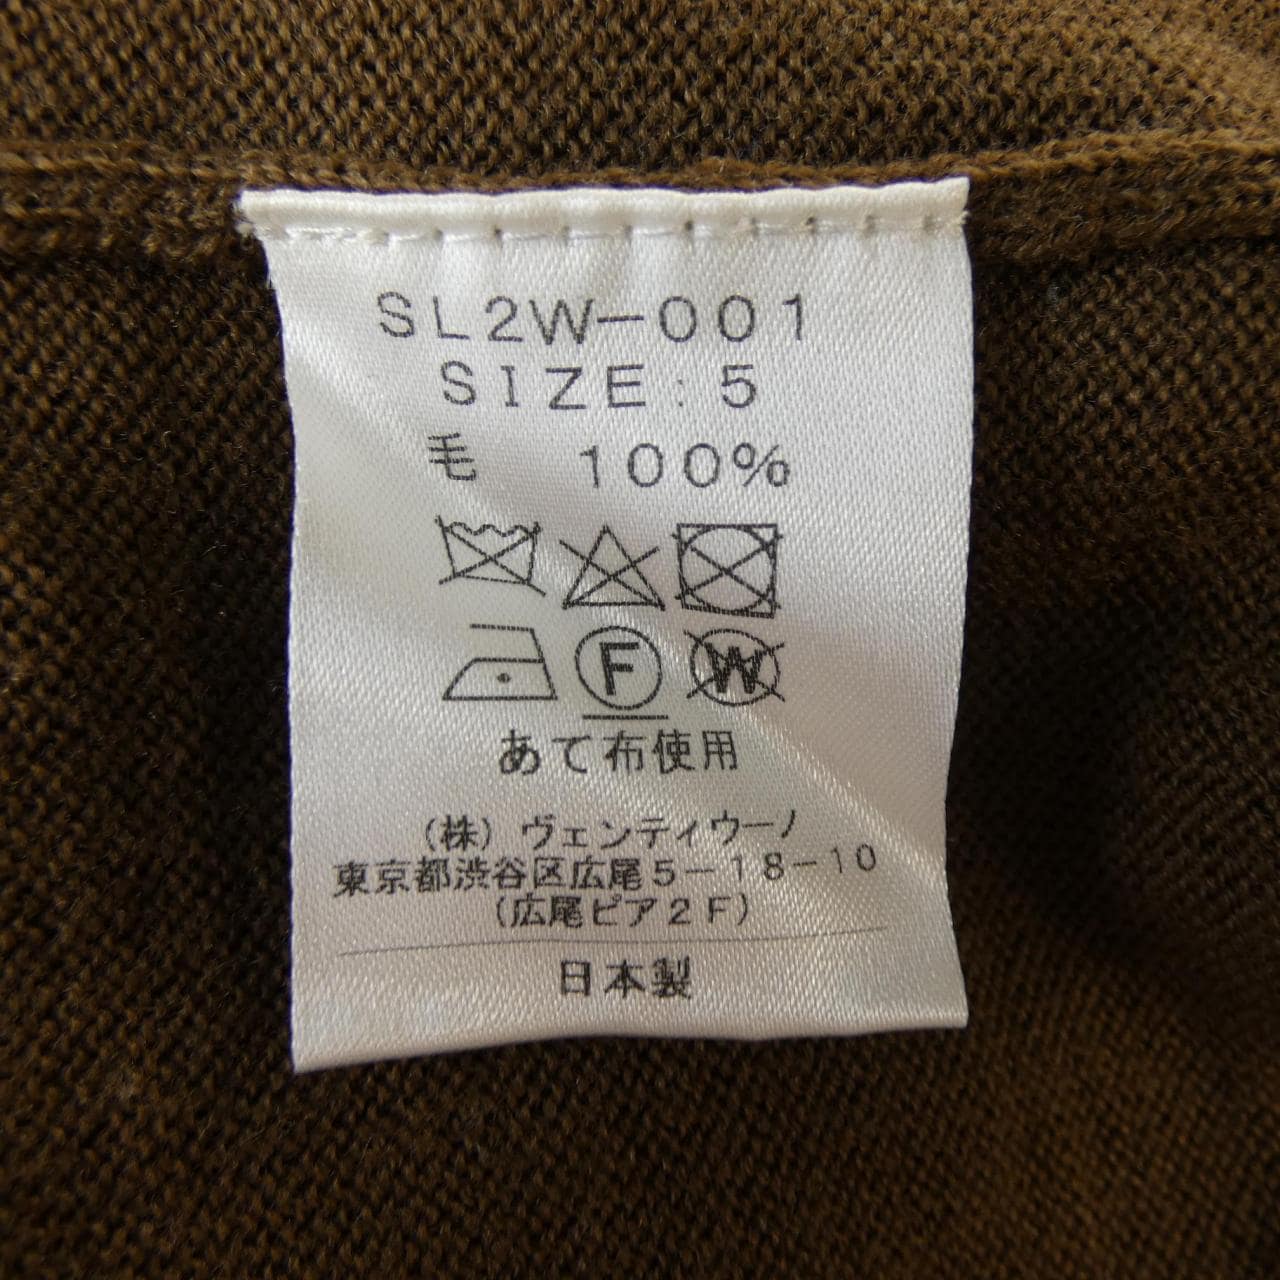 SL2W-001
SIZE:5
毛 100%
F W
あて布使用
(株)ヴェンティウーノ
東京都渋谷区広尾5-18-10
(広尾ピア2F)
日本製